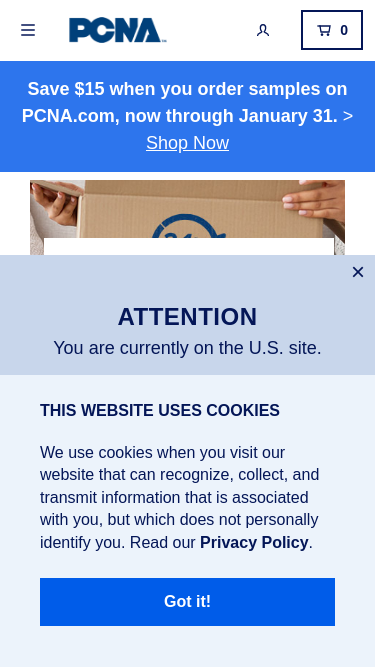 PCNA
0
Save $15 when you order samples on
PCNA.com, now through January 31. >
Shop Now
×
ATTENTION
You are currently on the U.S. site.
THIS WEBSITE USES COOKIES
We use cookies when you visit our
website that can recognize, collect, and
transmit information that is associated
with you, but which does not personally
identify you. Read our Privacy Policy.
Got it!